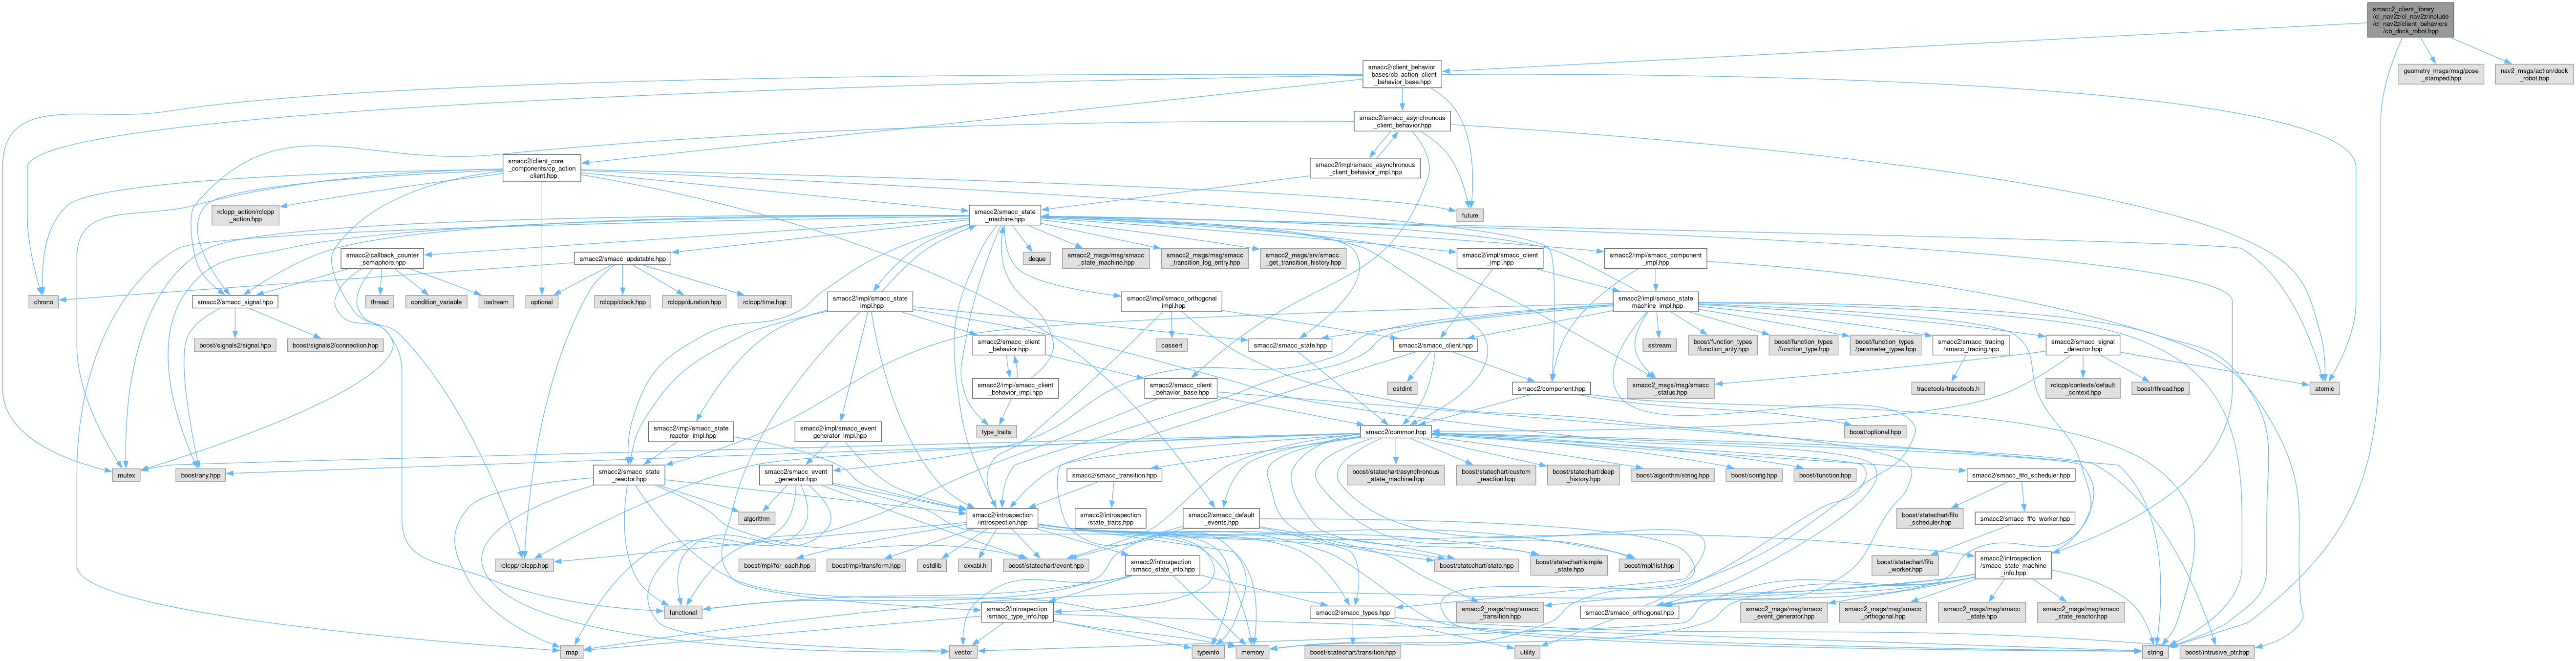 smacc2_client_library
/cl_nav2z/cl_nav2z/include
/cl_nav2z/client_behaviors
/cb_dock_robot.hpp
smacc2/client_behavior
_bases/cb_action_client
_behavior_base.hpp
geometry_msgs/msg/pose
_stamped.hpp
nav2_msgs/action/dock
_robot.hpp
smacc2/smacc_asynchronous
_client_behavior.hpp
smacc2/client_core
_components/cp_action
_client.hpp
smacc2/impl/smacc_asynchronous
_client_behavior_impl.hpp
rclcpp_action/rclcpp
_action.hpp
smacc2/smacc_state
_machine.hpp
future
smacc2/callback_counter
_semaphore.hpp
smacc2/smacc_updatable.hpp
deque
smacc2_msgs/msg/smacc
_state_machine.hpp
smacc2_msgs/msg/smacc
_transition_log_entry.hpp
smacc2_msgs/srv/smacc
_get_transition_history.hpp
smacc2/impl/smacc_client
_impl.hpp
smacc2/impl/smacc_component
_impl.hpp
chrono
smacc2/smacc_signal.hpp
thread
condition_variable
iostream
optional
rclcpp/clock.hpp
rclcpp/duration.hpp
rclcpp/time.hpp
smacc2/impl/smacc_state
_impl.hpp
smacc2/impl/smacc_orthogonal
_impl.hpp
smacc2/impl/smacc_state
_machine_impl.hpp
boost/signals2/signal.hpp
boost/signals2/connection.hpp
smacc2/smacc_client
_behavior.hpp
cassert
smacc2/smacc_state.hpp
smacc2/smacc_client.hpp
sstream
boost/function_types
/function_arity.hpp
boost/function_types
/function_type.hpp
boost/function_types
/parameter_types.hpp
smacc2/smacc_tracing
/smacc_tracing.hpp
smacc2/smacc_signal
_detector.hpp
smacc2/impl/smacc_client
_behavior_impl.hpp
smacc2/smacc_client
_behavior_base.hpp
cstdint
smacc2/component.hpp
smacc2_msgs/msg/smacc
_status.hpp
tracetools/tracetools.h
rclcpp/contexts/default
_context.hpp
boost/thread.hpp
atomic
smacc2/impl/smacc_state
_reactor_impl.hpp
smacc2/impl/smacc_event
_generator_impl.hpp
type_traits
smacc2/common.hpp
boost/optional.hpp
mutex
boost/any.hpp
smacc2/smacc_state
_reactor.hpp
smacc2/smacc_event
_generator.hpp
smacc2/smacc_transition.hpp
boost/statechart/asynchronous
_state_machine.hpp
boost/statechart/custom
_reaction.hpp
boost/statechart/deep
_history.hpp
boost/algorithm/string.hpp
boost/config.hpp
boost/function.hpp
smacc2/smacc_fifo_scheduler.hpp
algorithm
smacc2/introspection
/introspection.hpp
smacc2/introspection
/state_traits.hpp
smacc2/smacc_default
_events.hpp
boost/statechart/fifo
_scheduler.hpp
smacc2/smacc_fifo_worker.hpp
rclcpp/rclcpp.hpp
boost/mpl/for_each.hpp
boost/mpl/transform.hpp
cstdlib
cxxabi.h
boost/statechart/event.hpp
smacc2/introspection
/smacc_state_info.hpp
boost/statechart/state.hpp
boost/statechart/simple
_state.hpp
boost/mpl/list.hpp
boost/statechart/fifo
_worker.hpp
smacc2/introspection
/smacc_state_machine
_info.hpp
functional
smacc2/introspection
/smacc_type_info.hpp
smacc2/smacc_types.hpp
smacc2_msgs/msg/smacc
_transition.hpp
smacc2/smacc_orthogonal.hpp
smacc2_msgs/msg/smacc
_event_generator.hpp
smacc2_msgs/msg/smacc
_orthogonal.hpp
smacc2_msgs/msg/smacc
_state.hpp
smacc2_msgs/msg/smacc
_state_reactor.hpp
map
vector
typeinfo
memory
boost/statechart/transition.hpp
utility
string
boost/intrusive_ptr.hpp